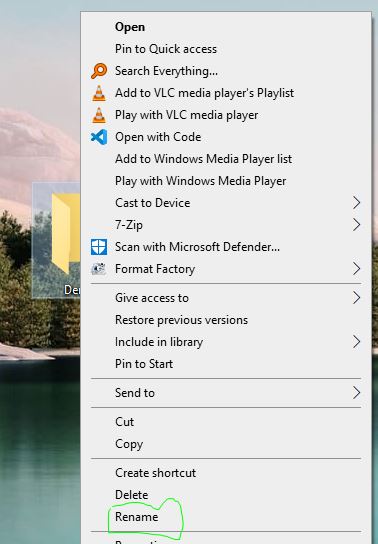 Open
Pin to Quick access
Search Everything...
Add to VLC media player's Playlist
Play with VLC media player
Open with Code
Add to Windows Media Player list
Play with Windows Media Player
Cast to Device
7-Zip
Scan with Microsoft Defender...
Format Factory
Give access to
Restore previous versions
Include in library
Pin to Start
Send to
Cut
Copy
Create shortcut
Delete
Rename